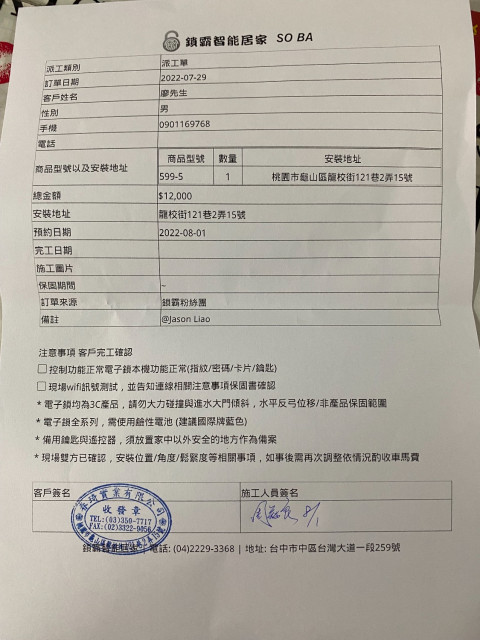 鎖霸智能居家 SO BA
派工類別 派工單
訂單日期 2022-07-29
客戶姓名 廖先生
性別 男
手機 0901169768
電話
商品型號以及安裝地址 商品型號 數量 安裝地址
599-5 1 桃園市龜山區龍校街121巷2弄15號
總金額 $12,000
安裝地址 龍校街121巷2弄15號
預約日期 2022-08-01
完工日期
施工圖片
保固期間 ~
訂單來源 鎖霸粉絲團
備註 @Jason Liao
注意事項 客戶完工確認
控制功能正常電子鎖本機功能正常(指紋/密碼/卡片/鑰匙)
現場wifi訊號測試，並告知連線相關注意事項保固書確認
* 電子鎖均為3C產品，請勿大力碰撞與進水大門傾斜，水平反弓位移/非產品保固範圍
* 電子鎖全系列，需使用鹼性電池 (建議國際牌藍色)
* 備用鑰匙與遙控器，須放置家中以外安全的地方作為備案
* 現場雙方已確認，安裝位置/角度/鬆緊度等相關事項，如事後需再次調整依情況酌收車馬費
客戶簽名 施工人員簽名
實業有限公司
收發章
TEL:(03)350-7717
FAX:(02)3322-9056
電話: (04)2229-3368 | 地址: 台中市中區台灣大道一段259號